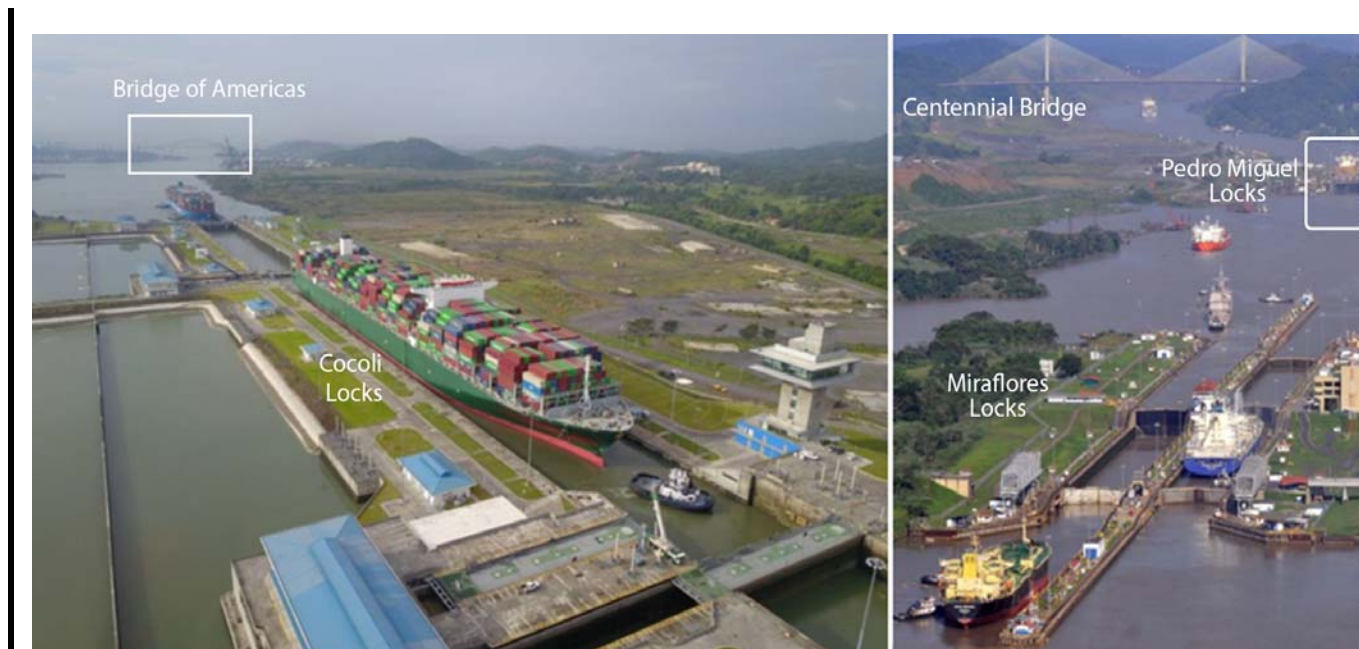 Bridge of Americas
Cocoli
Locks
Centennial Bridge
Pedro Miguel
Locks
Miraflores
Locks